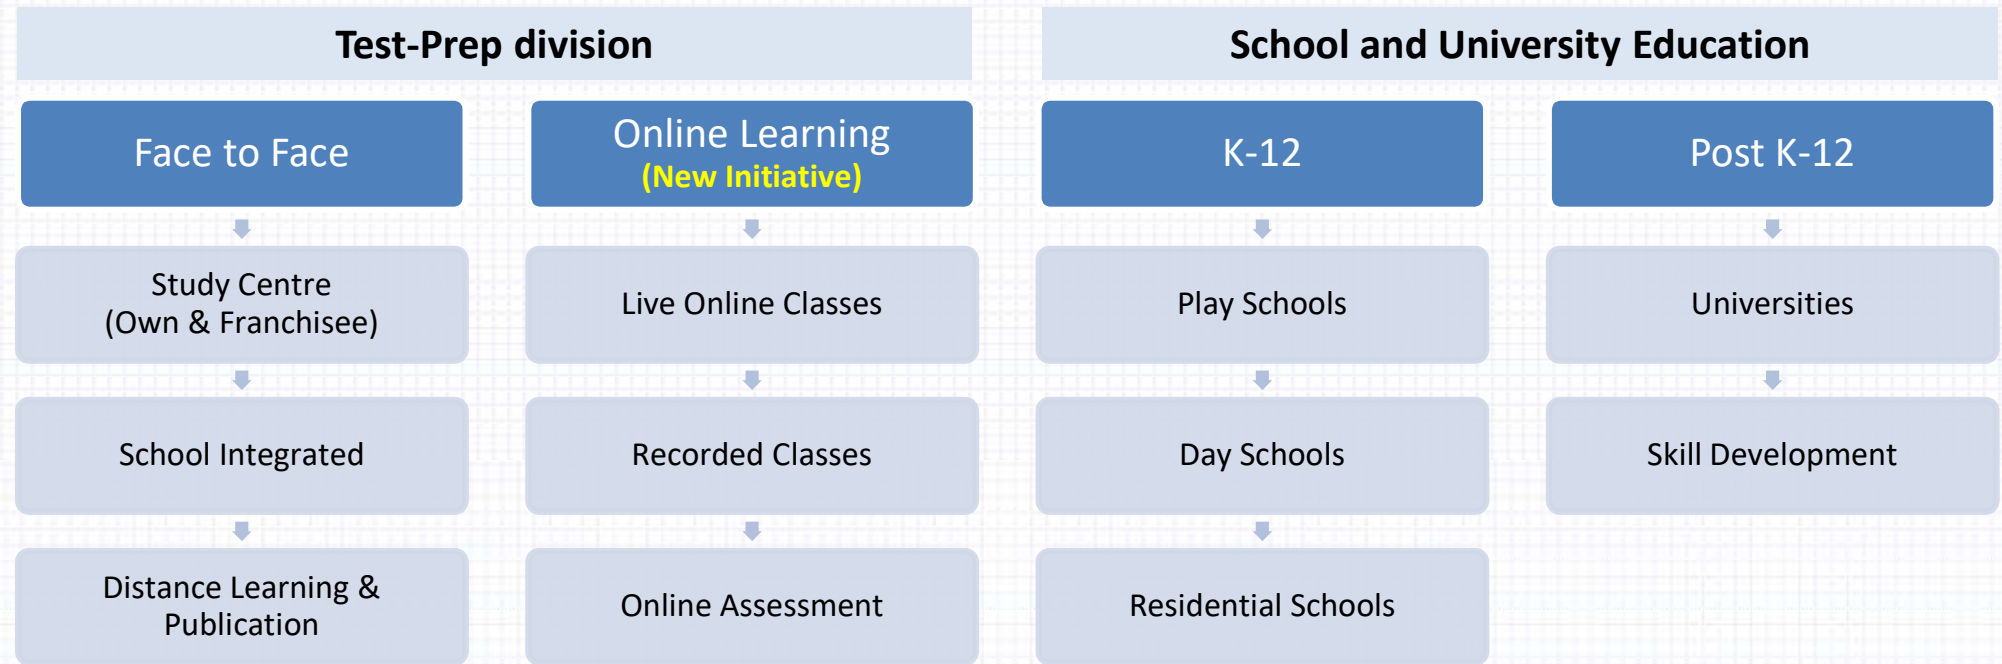 Test-Prep division
School and University Education
Face to Face
Online Learning
(New Initiative)
K-12
Post K-12
Study Centre
(Own & Franchisee)
Live Online Classes
Play Schools
Universities
School Integrated
Recorded Classes
Day Schools
Skill Development
Distance Learning &
Publication
Online Assessment
Residential Schools